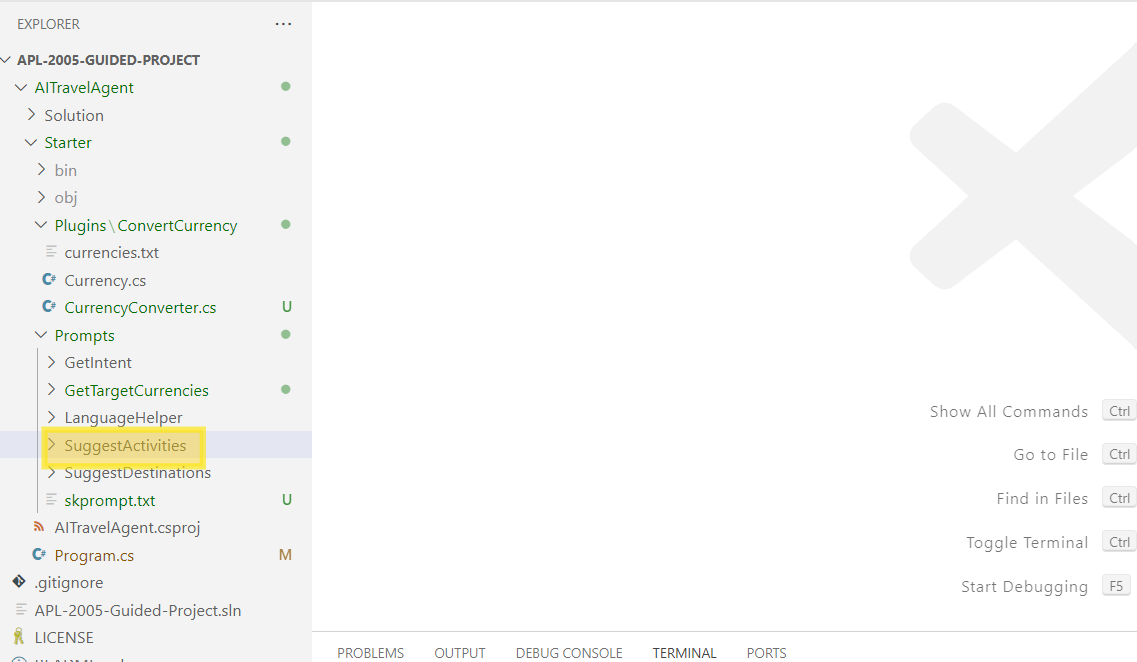 EXPLORER
APL-2005-GUIDED-PROJECT
AITravelAgent
Solution
Starter
bin
obj
Plugins\ConvertCurrency
currencies.txt
Currency.cs
CurrencyConverter.cs U
Prompts
GetIntent
GetTargetCurrencies
LanguageHelper
SuggestActivities
SuggestDestinations
skprompt.txt U
AITravelAgent.csproj
Program.cs M
.gitignore
APL-2005-Guided-Project.sln
LICENSE
Show All Commands Ctrl
Go to File Ctrl
Find in Files Ctrl
Toggle Terminal Ctrl
Start Debugging F5
PROBLEMS OUTPUT DEBUG CONSOLE TERMINAL PORTS